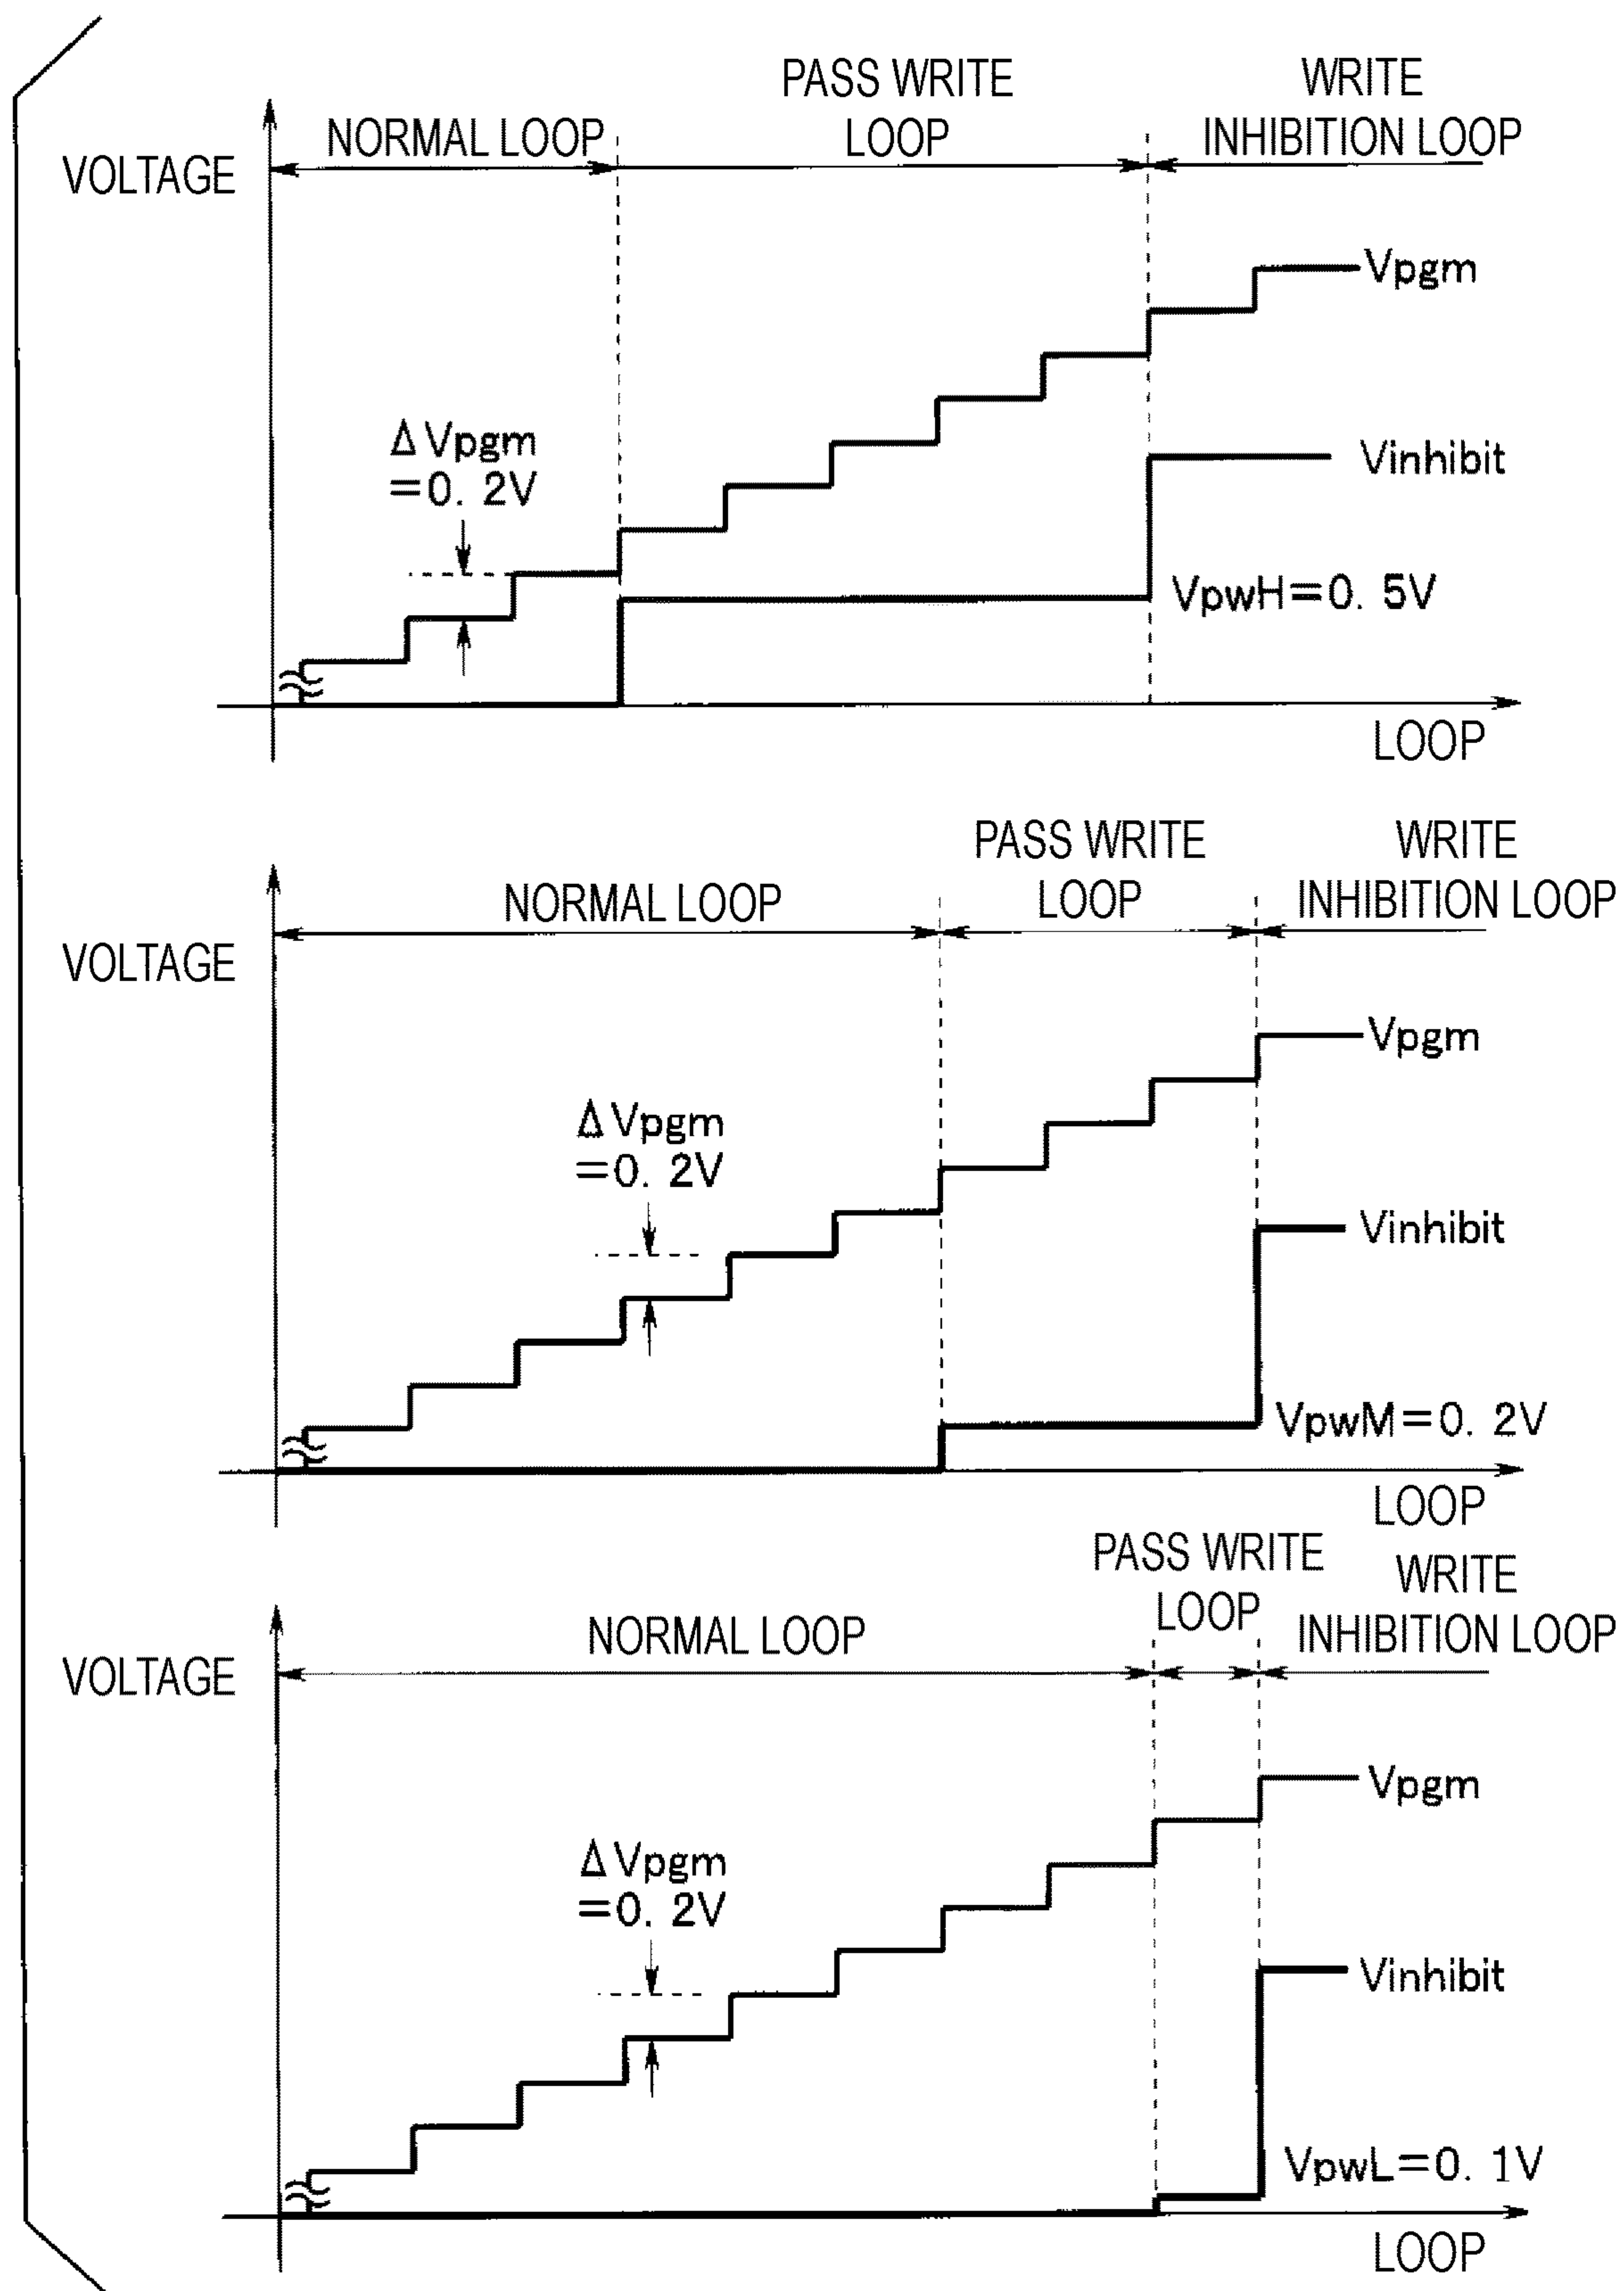 PASS WRITE
LOOP
WRITE
INHIBITION LOOP
NORMAL LOOP
VOLTAGE
Vpgm
ΔVpgm
=0. 2V
Vinhibit
VpwH=0. 5V
LOOP
PASS WRITE
LOOP
WRITE
INHIBITION LOOP
NORMAL LOOP
VOLTAGE
Vpgm
ΔVpgm
=0. 2V
Vinhibit
VpwM=0. 2V
LOOP
PASS WRITE
LOOP
WRITE
INHIBITION LOOP
NORMAL LOOP
VOLTAGE
Vpgm
ΔVpgm
=0. 2V
Vinhibit
VpwL=0. 1V
LOOP